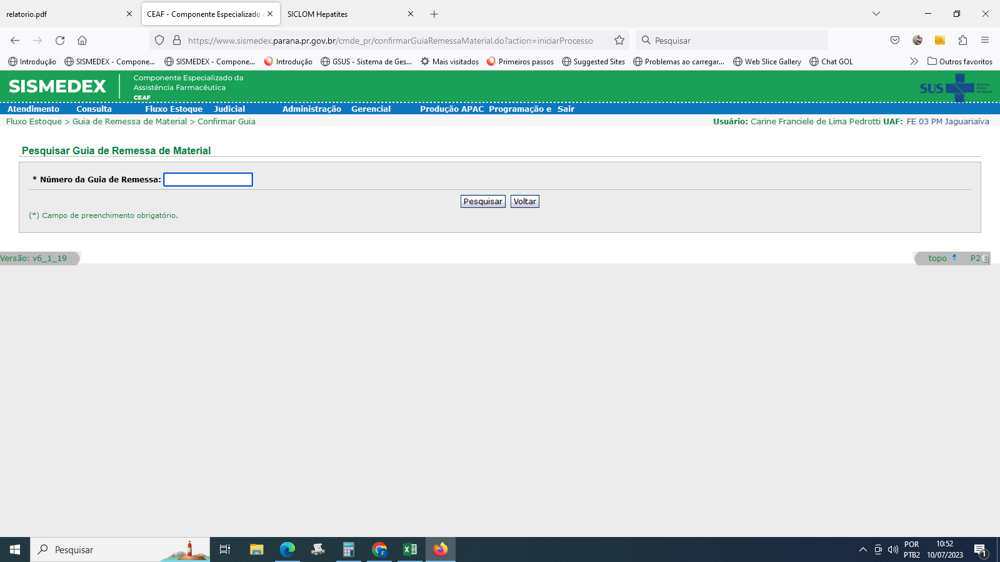 relatorio.pdf
CEAF - Componente Especializado
SICLOM Hepatites
https://www.sismedex.parana.pr.gov.br/cmde_pr/confirmarGuiaRemessaMaterial.do?action=iniciarProcesso
Pesquisar
Introdução
SISMEDEX - Compone...
SISMEDEX - Compone...
Introdução
GSUS - Sistema de Ges...
Mais visitados
Primeiros passos
Suggested Sites
Problemas ao carregar...
Web Slice Gallery
Chat GOL
Outros favoritos
SISMEDEX
Componente Especializado da
Assistência Farmacêutica
CEAF
SUS
Sistema
Único
de Saúde
Atendimento Consulta Fluxo Estoque Judicial Administração Gerencial Produção APAC Programação e Sair
Fluxo Estoque > Guia de Remessa de Material > Confirmar Guia
Usuário: Carine Franciele de Lima Pedrotti UAF: FE 03 PM Jaguariaíva
Pesquisar Guia de Remessa de Material
* Número da Guia de Remessa:
Pesquisar Voltar
(*) Campo de preenchimento obrigatório.
Versão: v6_1_19
topo P2
Pesquisar
F
POR
PTB2
10:52
10/07/2023
1